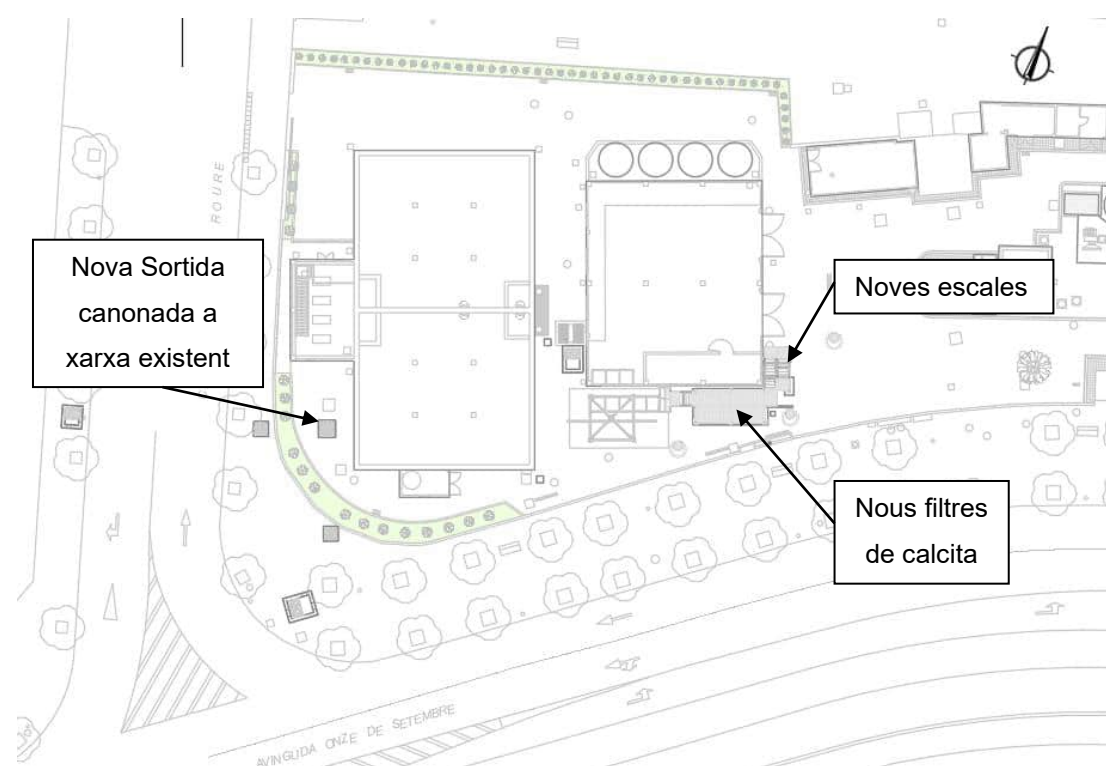 ROURE
Nova Sortida
canonada a
xarxa existent
Noves escales
Nous filtres
de calcita
AVINGUDA ONZE DE SETEMBRE